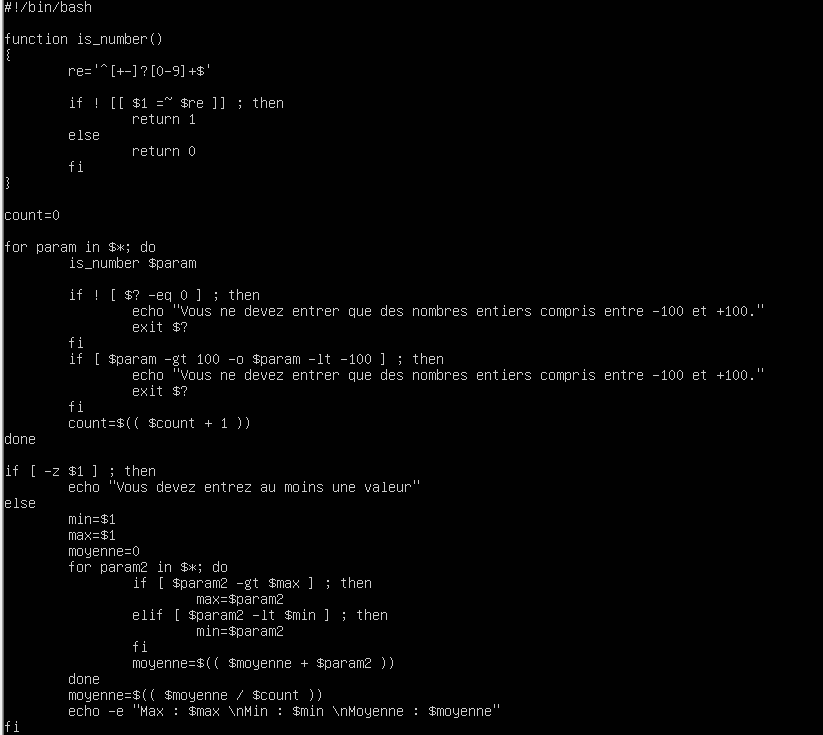 #!/bin/bash
function is_number()
{
re='^[+-]?[0-9]+$'
if ! [[ $1 =~ $re ]] ; then
return 1
else
return 0
fi
}
count=0
for param in $*; do
is_number $param
if ! [ $? -eq 0 ] ; then
echo "Vous ne devez entrer que des nombres entiers compris entre -100 et +100."
exit $?
fi
if [ $param -gt 100 -o $param -lt -100 ] ; then
echo "Vous ne devez entrer que des nombres entiers compris entre -100 et +100."
exit $?
fi
count=$(( $count + 1 ))
done
if [ -z $1 ] ; then
echo "Vous devez entrez au moins une valeur"
else
min=$1
max=$1
moyenne=0
for param2 in $*; do
if [ $param2 -gt $max ] ; then
max=$param2
elif [ $param2 -lt $min ] ; then
min=$param2
fi
moyenne=$(( $moyenne + $param2 ))
done
moyenne=$(( $moyenne / $count ))
echo -e "Max : $max \nMin : $min \nMoyenne : $moyenne"
fi